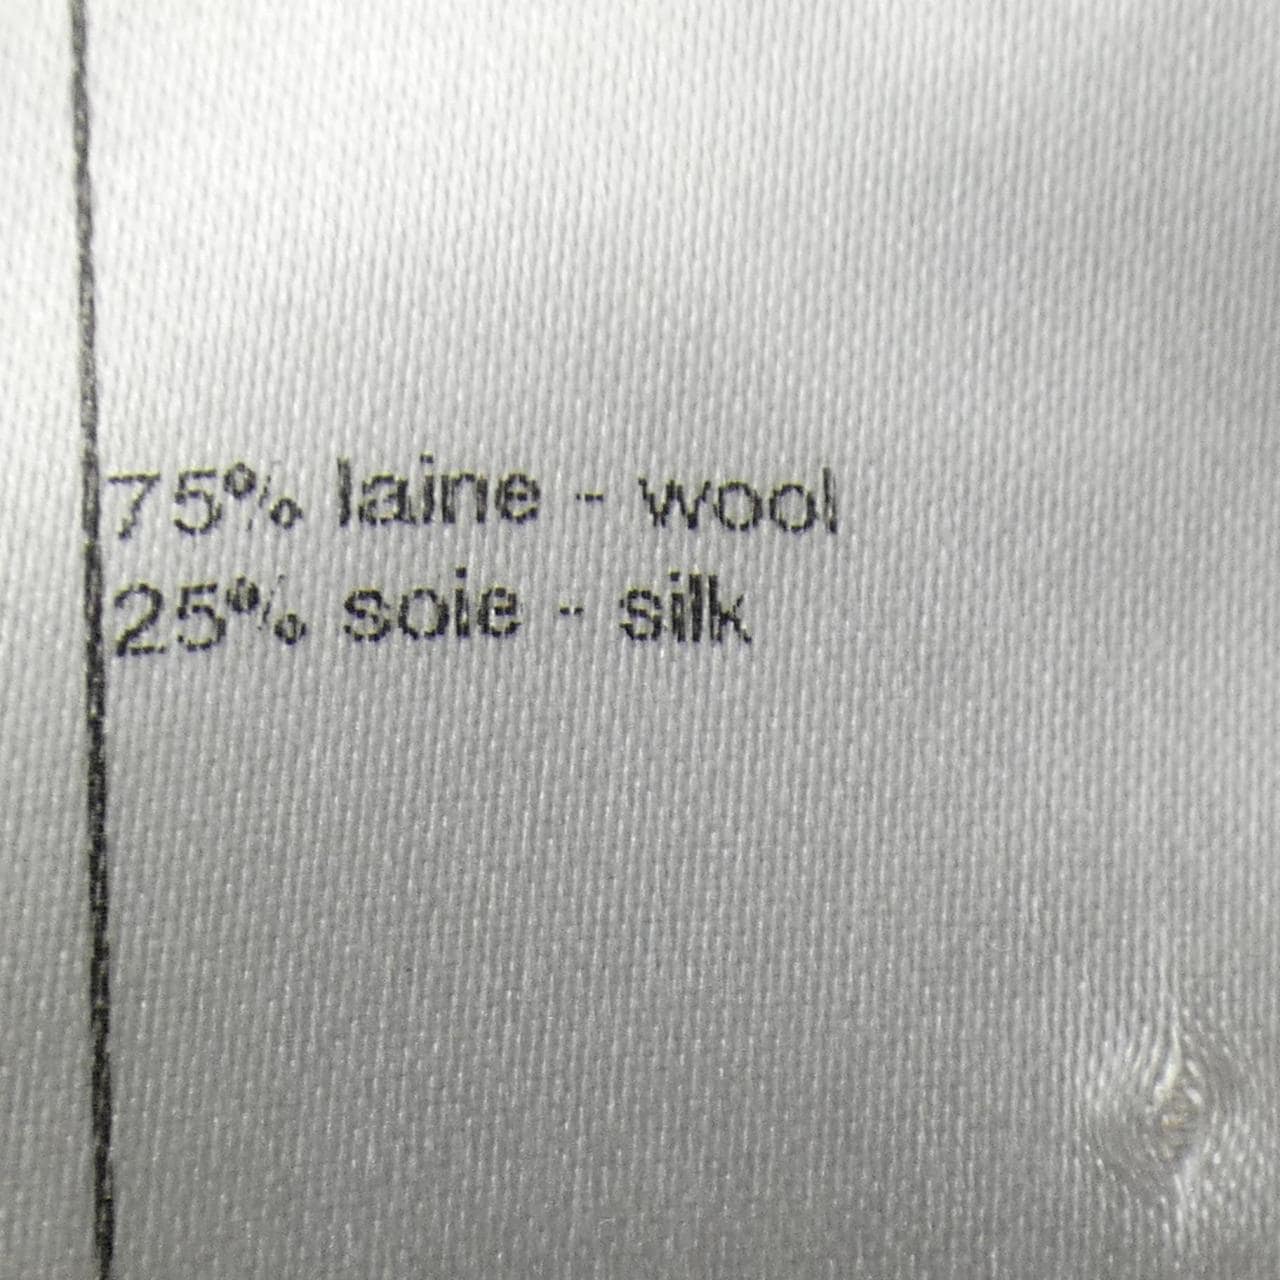 75% laine - wool
25% soie - silk